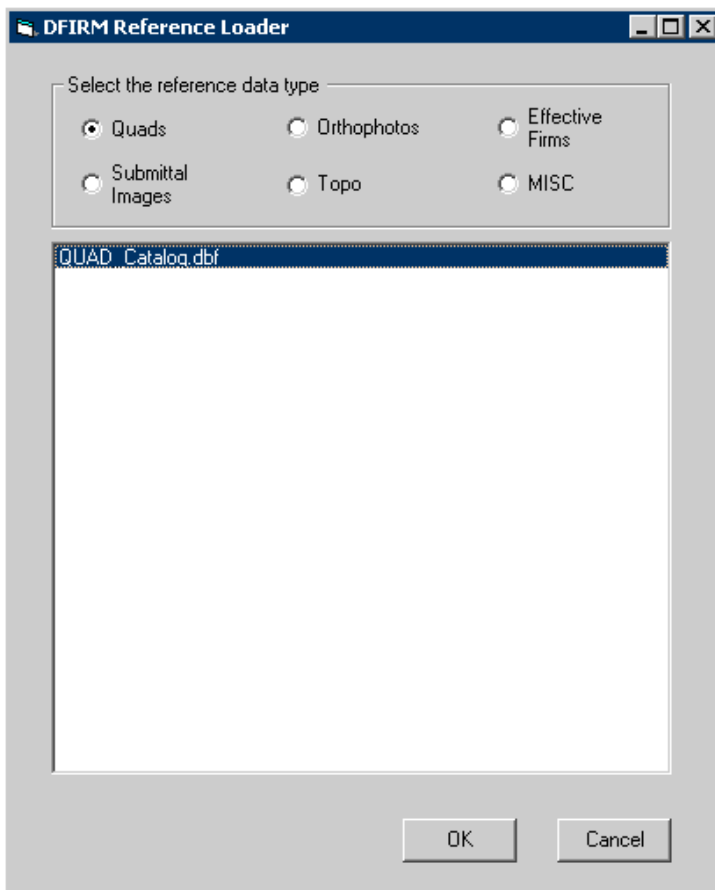 DFIRM Reference Loader
Select the reference data type
Quads
Orthophotos
Effective
Firms
Submittal
Images
Topo
MISC
QUAD_Catalog.dbf
OK
Cancel